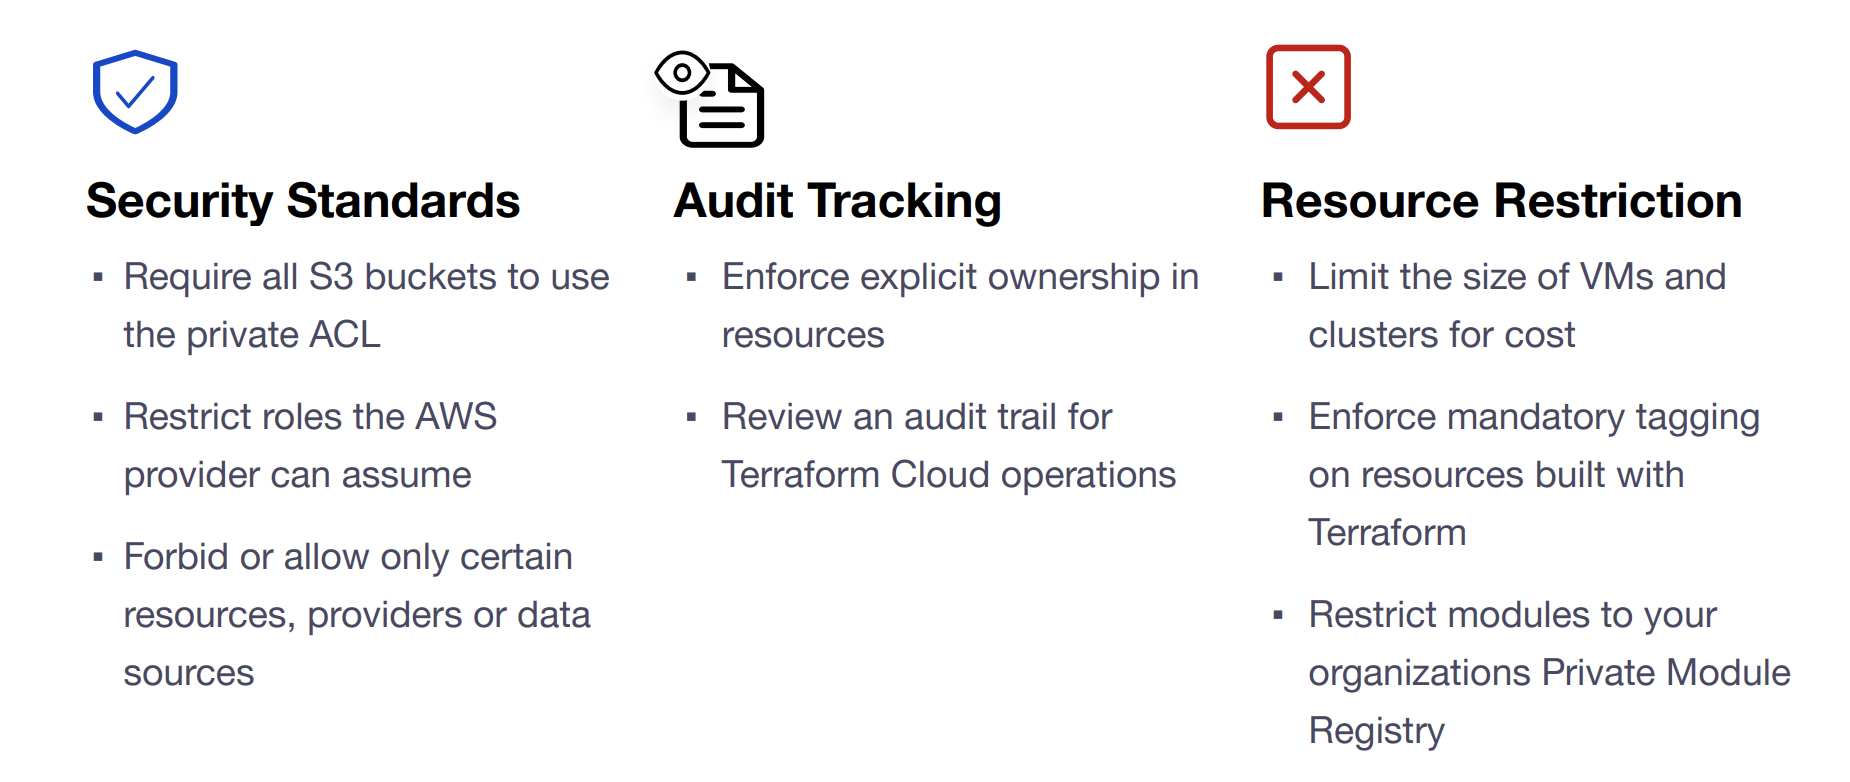 Security Standards
▪ Require all S3 buckets to use
the private ACL
▪ Restrict roles the AWS
provider can assume
▪ Forbid or allow only certain
resources, providers or data
sources
Audit Tracking
▪ Enforce explicit ownership in
resources
▪ Review an audit trail for
Terraform Cloud operations
Resource Restriction
▪ Limit the size of VMs and
clusters for cost
▪ Enforce mandatory tagging
on resources built with
Terraform
▪ Restrict modules to your
organizations Private Module
Registry